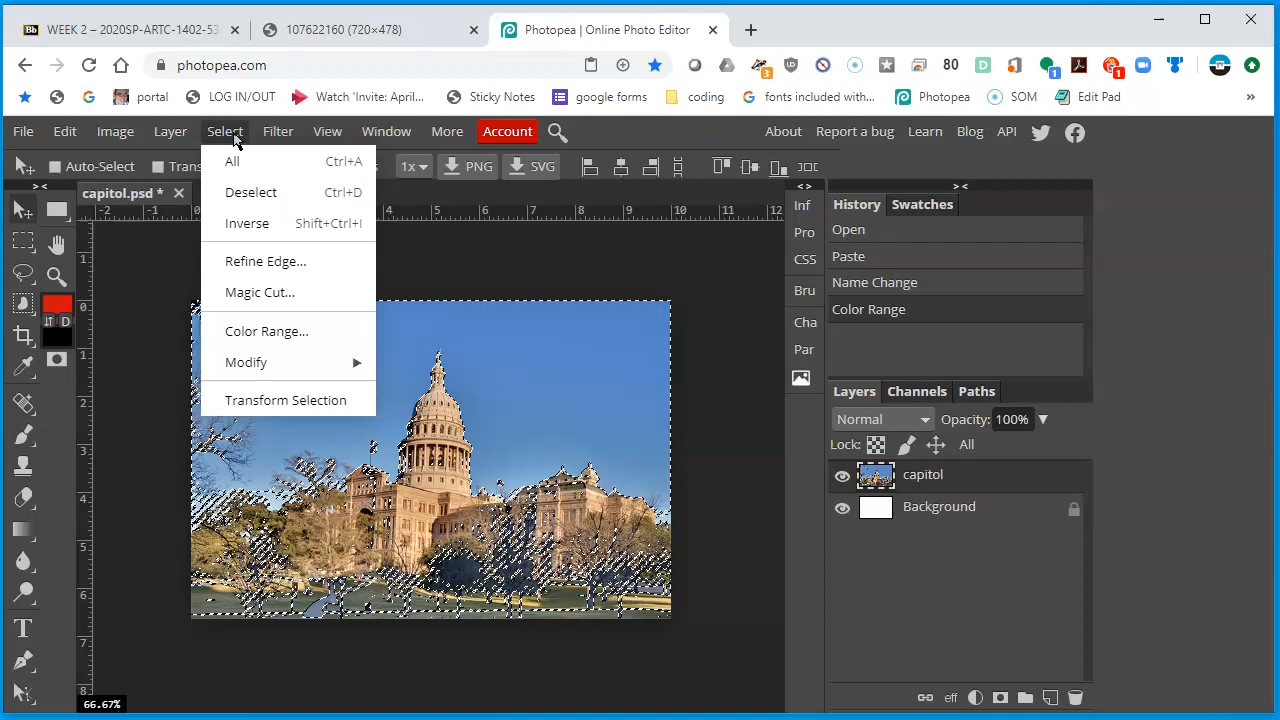 WEEK 2 – 2020SP-ARTC-1402-53
107622160 (720×478)
Photopea | Online Photo Editor
photopea.com
portal
LOG IN/OUT
Watch 'Invite: April...
Sticky Notes
google forms
coding
fonts included with...
Photopea
SOM
Edit Pad
File Edit Image Layer Select Filter View Window More Account About Report a bug Learn Blog API
Auto-Select
1x
PNG
SVG
capitol.psd *
All Ctrl+A
Deselect Ctrl+D
Inverse Shift+Ctrl+I
Refine Edge...
Magic Cut...
Color Range...
Modify
Transform Selection
Inf
Pro
CSS
Bru
Cha
Par
History Swatches
Open
Paste
Name Change
Color Range
Layers Channels Paths
Normal Opacity: 100%
Lock: All
capitol
Background
eff
66.67%